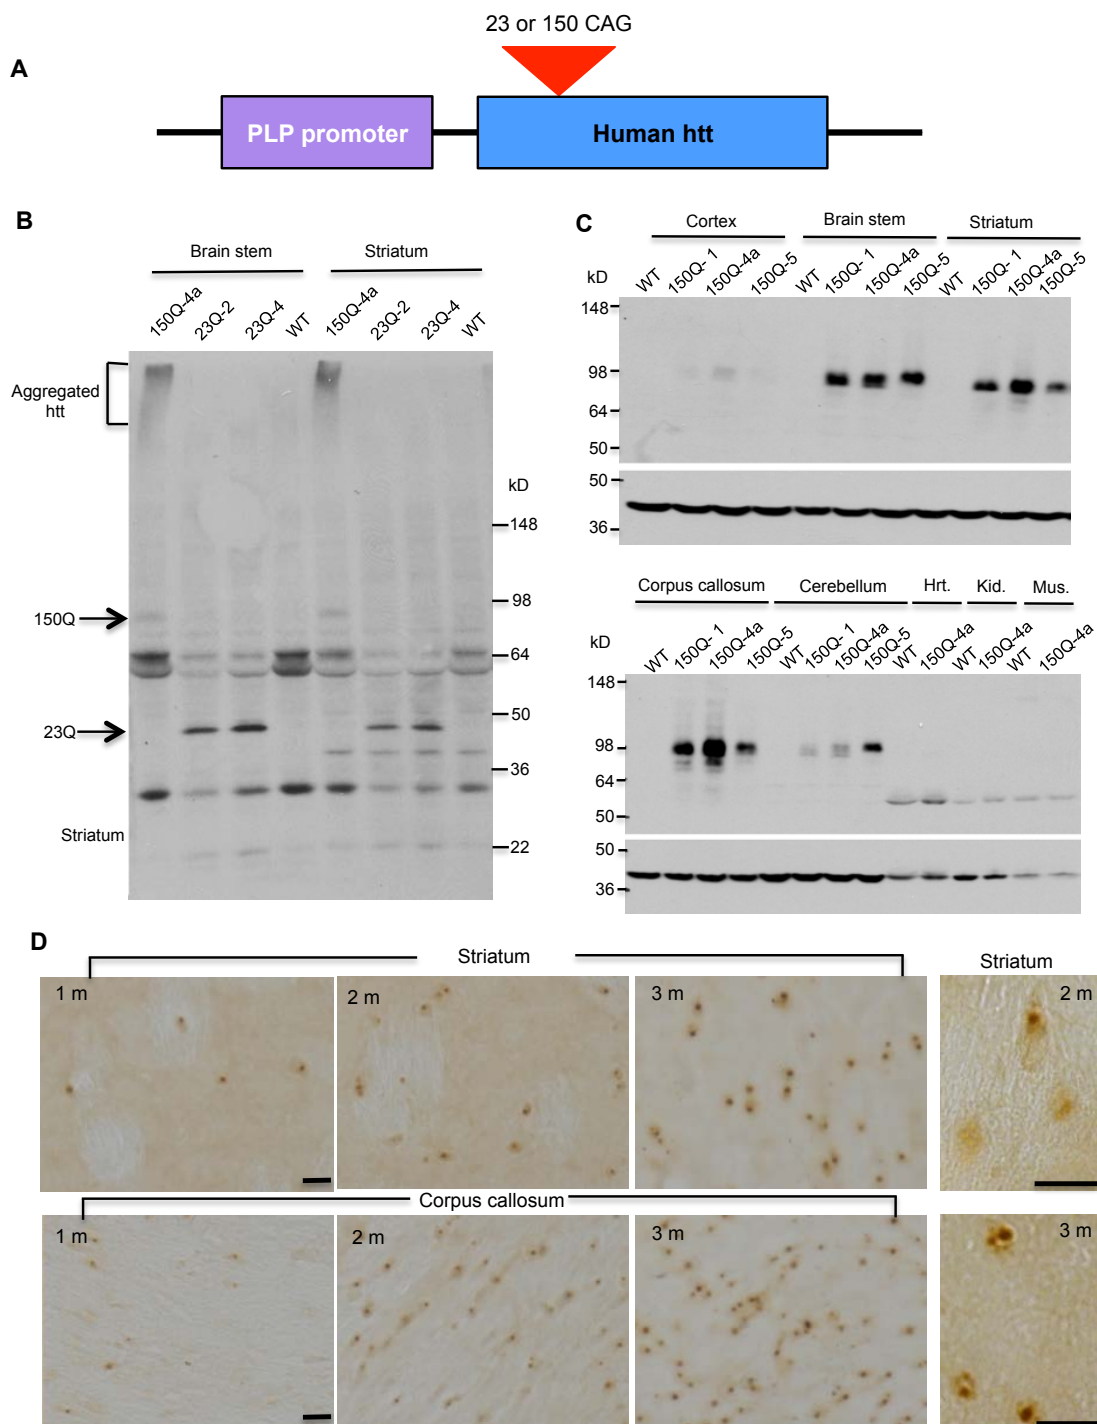 23 or 150 CAG
A
PLP promoter
Human htt
B
Brain stem
Striatum
150Q-4a
23Q-2
23Q-4
WT
150Q-4a
23Q-2
23Q-4
WT
Aggregated
htt
kD
148
98
150Q
64
50
23Q
36
Striatum
22
C
Cortex
Brain stem
Striatum
kD
WT
150Q- 1
150Q-4a
150Q-5
WT
150Q- 1
150Q-4a
150Q-5
WT
150Q- 1
150Q-4a
150Q-5
148
98
64
50
50
36
Corpus callosum
Cerebellum
Hrt.
Kid.
Mus.
kD
WT
150Q- 1
150Q-4a
150Q-5
WT
150Q- 1
150Q-4a
150Q-5
WT
150Q-4a
WT
150Q-4a
WT
150Q-4a
148
98
64
50
50
36
D
Striatum
Striatum
1 m
2 m
3 m
2 m
Corpus callosum
1 m
2 m
3 m
3 m